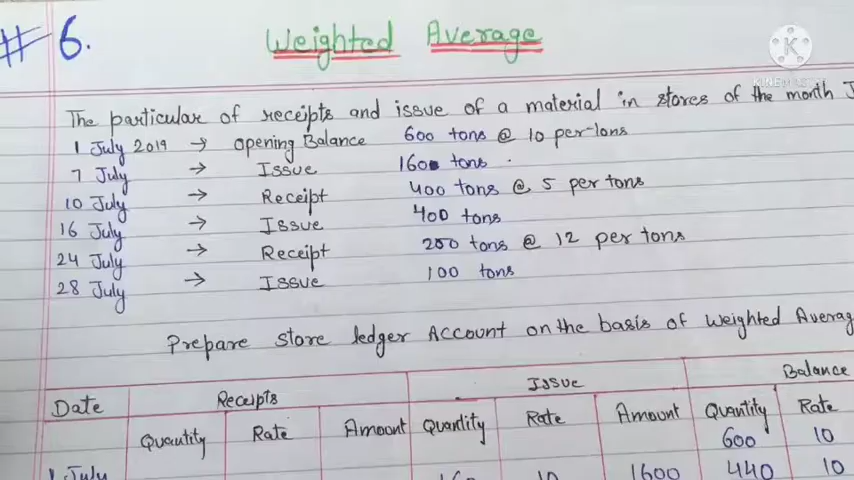 # 6.
Weighted Average
K
The particular of receipts and issue of a material in stores of the month
1 July 2019 → opening Balance 600 tons @ 10 per tons
7 July → Issue 160 tons.
10 July → Receipt 400 tons @ 5 per tons
16 July → Issue 400 tons
24 July → Receipt 200 tons @ 12 per tons
28 July → Issue 100 tons
Prepare store ledger Account on the basis of Weighted Averag
Date Receipts Issue Balance
Quantity Rate Amount Quantity Rate Amount Quantity Rate
600 10
1 July 160 10 1600 440 10